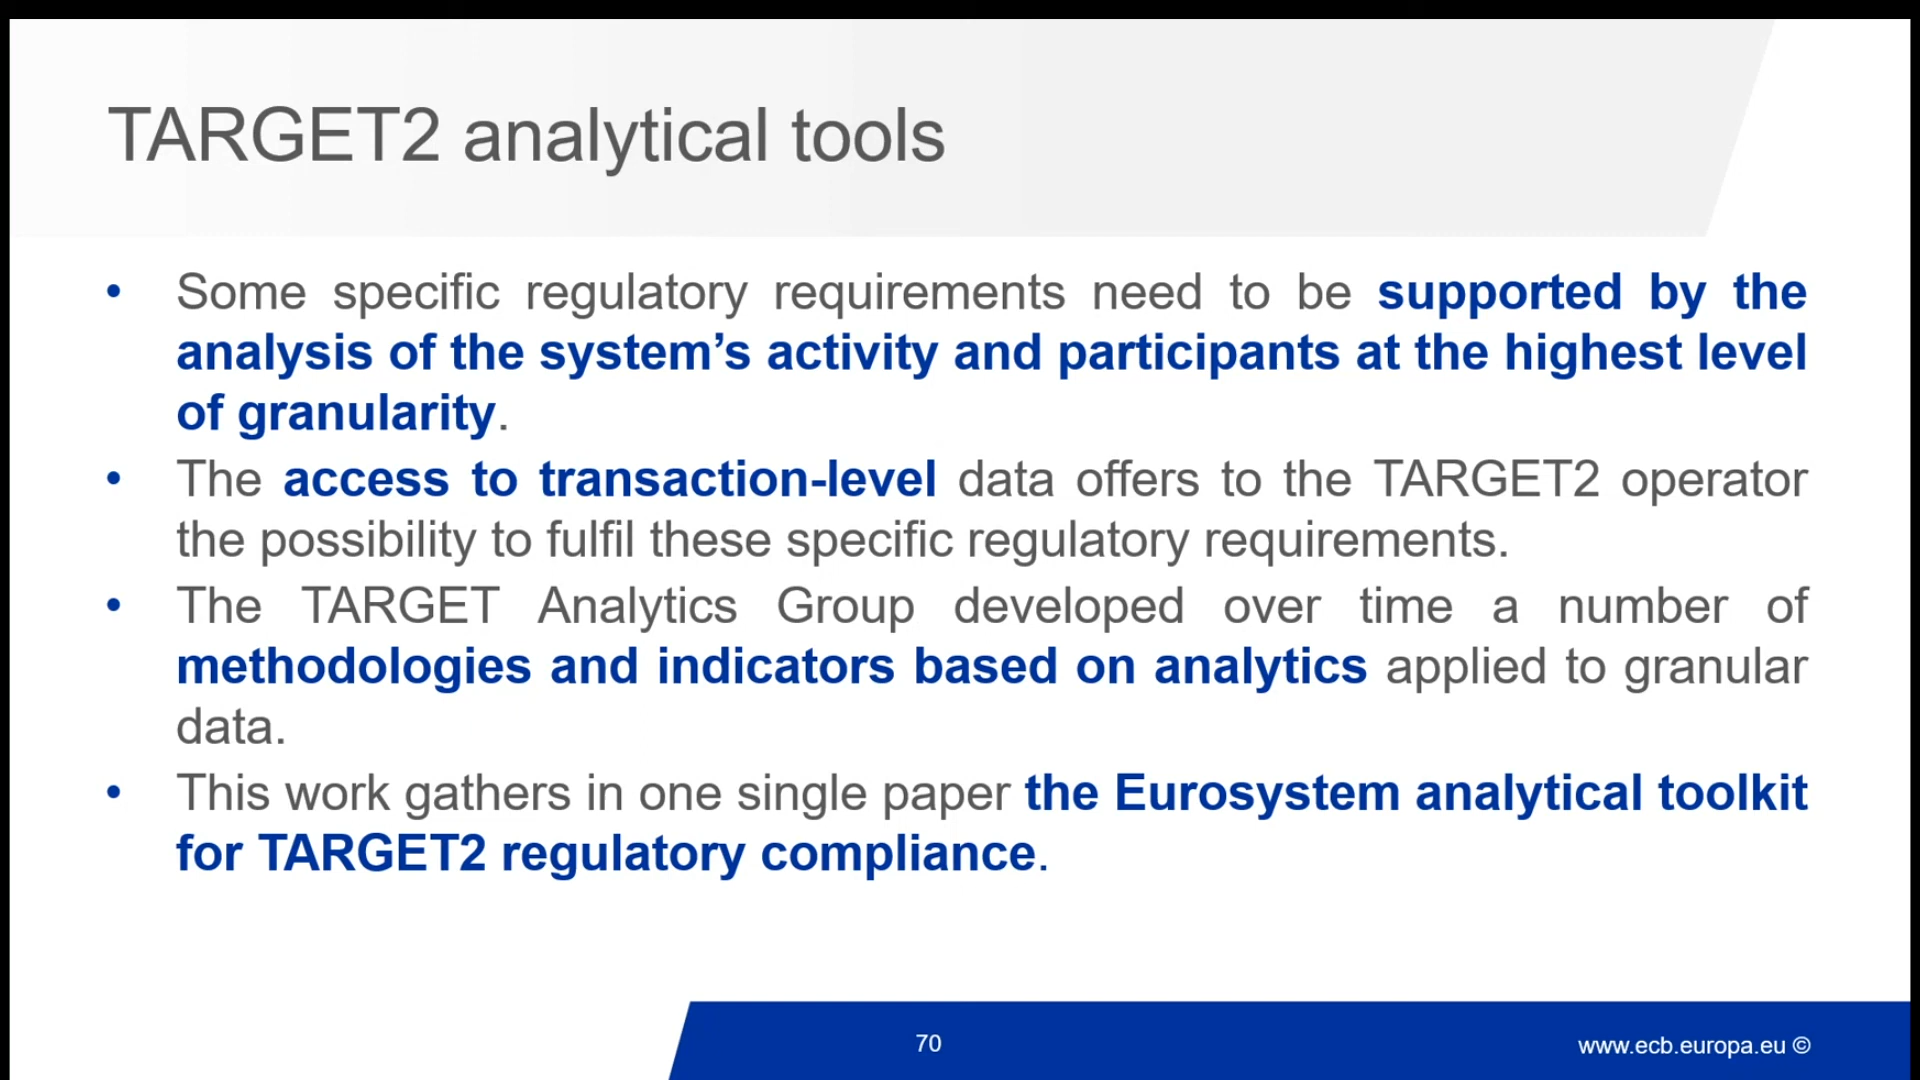 TARGET2 analytical tools
• Some specific regulatory requirements need to be supported by the
analysis of the system’s activity and participants at the highest level
of granularity.
• The access to transaction-level data offers to the TARGET2 operator
the possibility to fulfil these specific regulatory requirements.
• The TARGET Analytics Group developed over time a number of
methodologies and indicators based on analytics applied to granular
data.
• This work gathers in one single paper the Eurosystem analytical toolkit
for TARGET2 regulatory compliance.
70
www.ecb.europa.eu ©